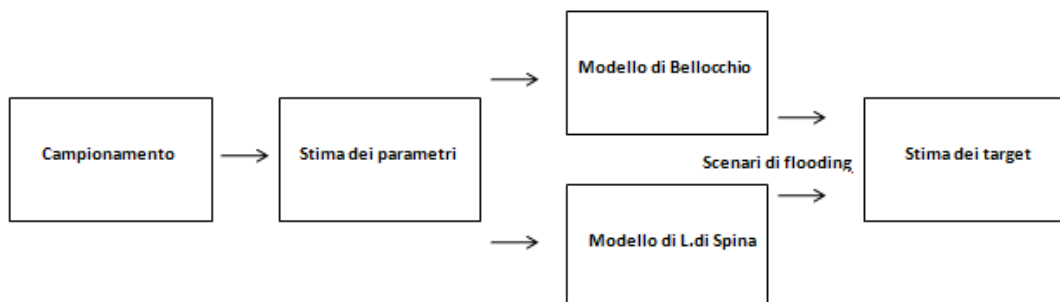 Campionamento
Stima dei parametri
Modello di Bellocchio
Modello di L.di Spina
Scenari di flooding
Stima dei target